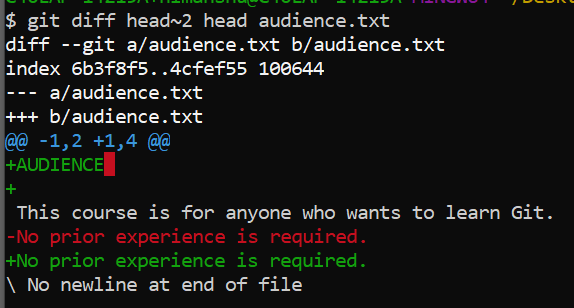 $ git diff head~2 head audience.txt
diff --git a/audience.txt b/audience.txt
index 6b3f8f5..4cfef55 100644
--- a/audience.txt
+++ b/audience.txt
@@ -1,2 +1,4 @@
+AUDIENCE
+
 This course is for anyone who wants to learn Git.
-No prior experience is required.
+No prior experience is required.
\ No newline at end of file